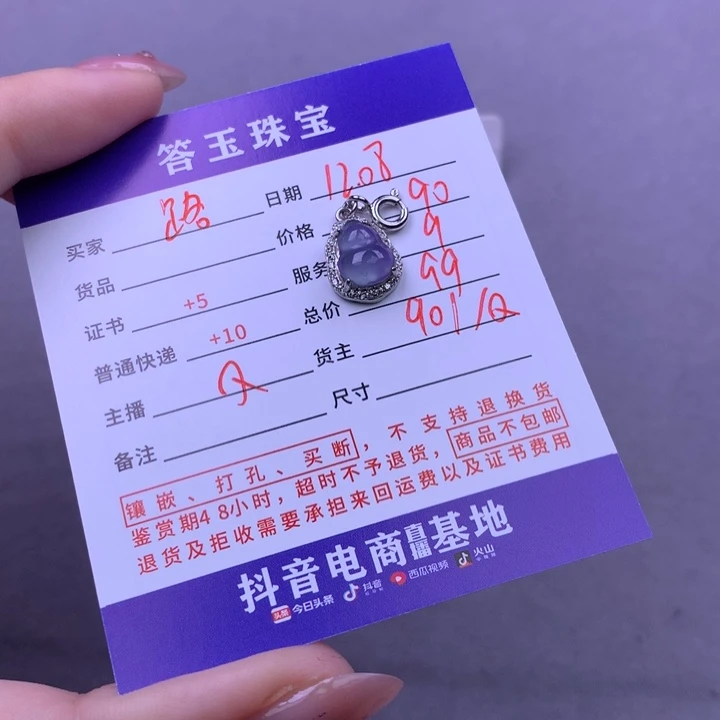 答玉珠宝
买家 路 日期 1208
货品 价格 90
证书 +5 服务 9
普通快递 +10 总价 99
主播 货主 901/Q
备注 尺寸
镶嵌、打孔、买断，不支持退换货
鉴赏期48小时，超时不予退货，商品不包邮
退货及拒收需要承担来回运费以及证书费用
抖音电商直播基地
头条 今日头条 抖音 西瓜视频 火山